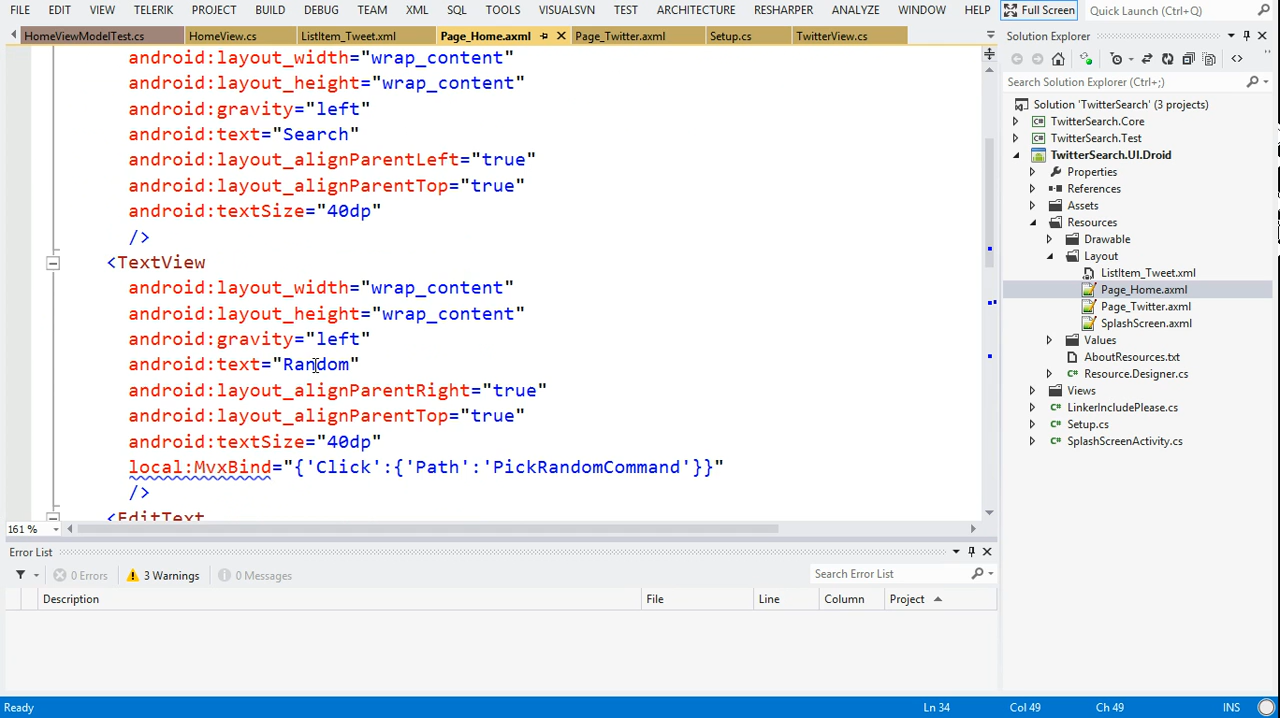 FILE EDIT VIEW TELERIK PROJECT BUILD DEBUG TEAM XML SQL TOOLS VISUALSVN TEST ARCHITECTURE RESHARPER ANALYZE WINDOW HELP Full Screen Quick Launch (Ctrl+Q)
HomeViewModelTest.cs HomeView.cs ListItem_Tweet.xml Page_Home.axml Page_Twitter.axml Setup.cs TwitterView.cs
android:layout_width="wrap_content"
android:layout_height="wrap_content"
android:gravity="left"
android:text="Search"
android:layout_alignParentLeft="true"
android:layout_alignParentTop="true"
android:textSize="40dp"
/>
<TextView
android:layout_width="wrap_content"
android:layout_height="wrap_content"
android:gravity="left"
android:text="Random"
android:layout_alignParentRight="true"
android:layout_alignParentTop="true"
android:textSize="40dp"
local:MvxBind="{'Click':{'Path':'PickRandomCommand'}}"
/>
<EditText
161 %
Solution Explorer
Search Solution Explorer (Ctrl+;)
Solution 'TwitterSearch' (3 projects)
TwitterSearch.Core
TwitterSearch.Test
TwitterSearch.UI.Droid
Properties
References
Assets
Resources
Drawable
Layout
ListItem_Tweet.xml
Page_Home.axml
Page_Twitter.axml
SplashScreen.axml
Values
AboutResources.txt
Resource.Designer.cs
Views
LinkerIncludePlease.cs
Setup.cs
SplashScreenActivity.cs
Error List
0 Errors 3 Warnings 0 Messages Search Error List
Description File Line Column Project
Ready Ln 34 Col 49 Ch 49 INS